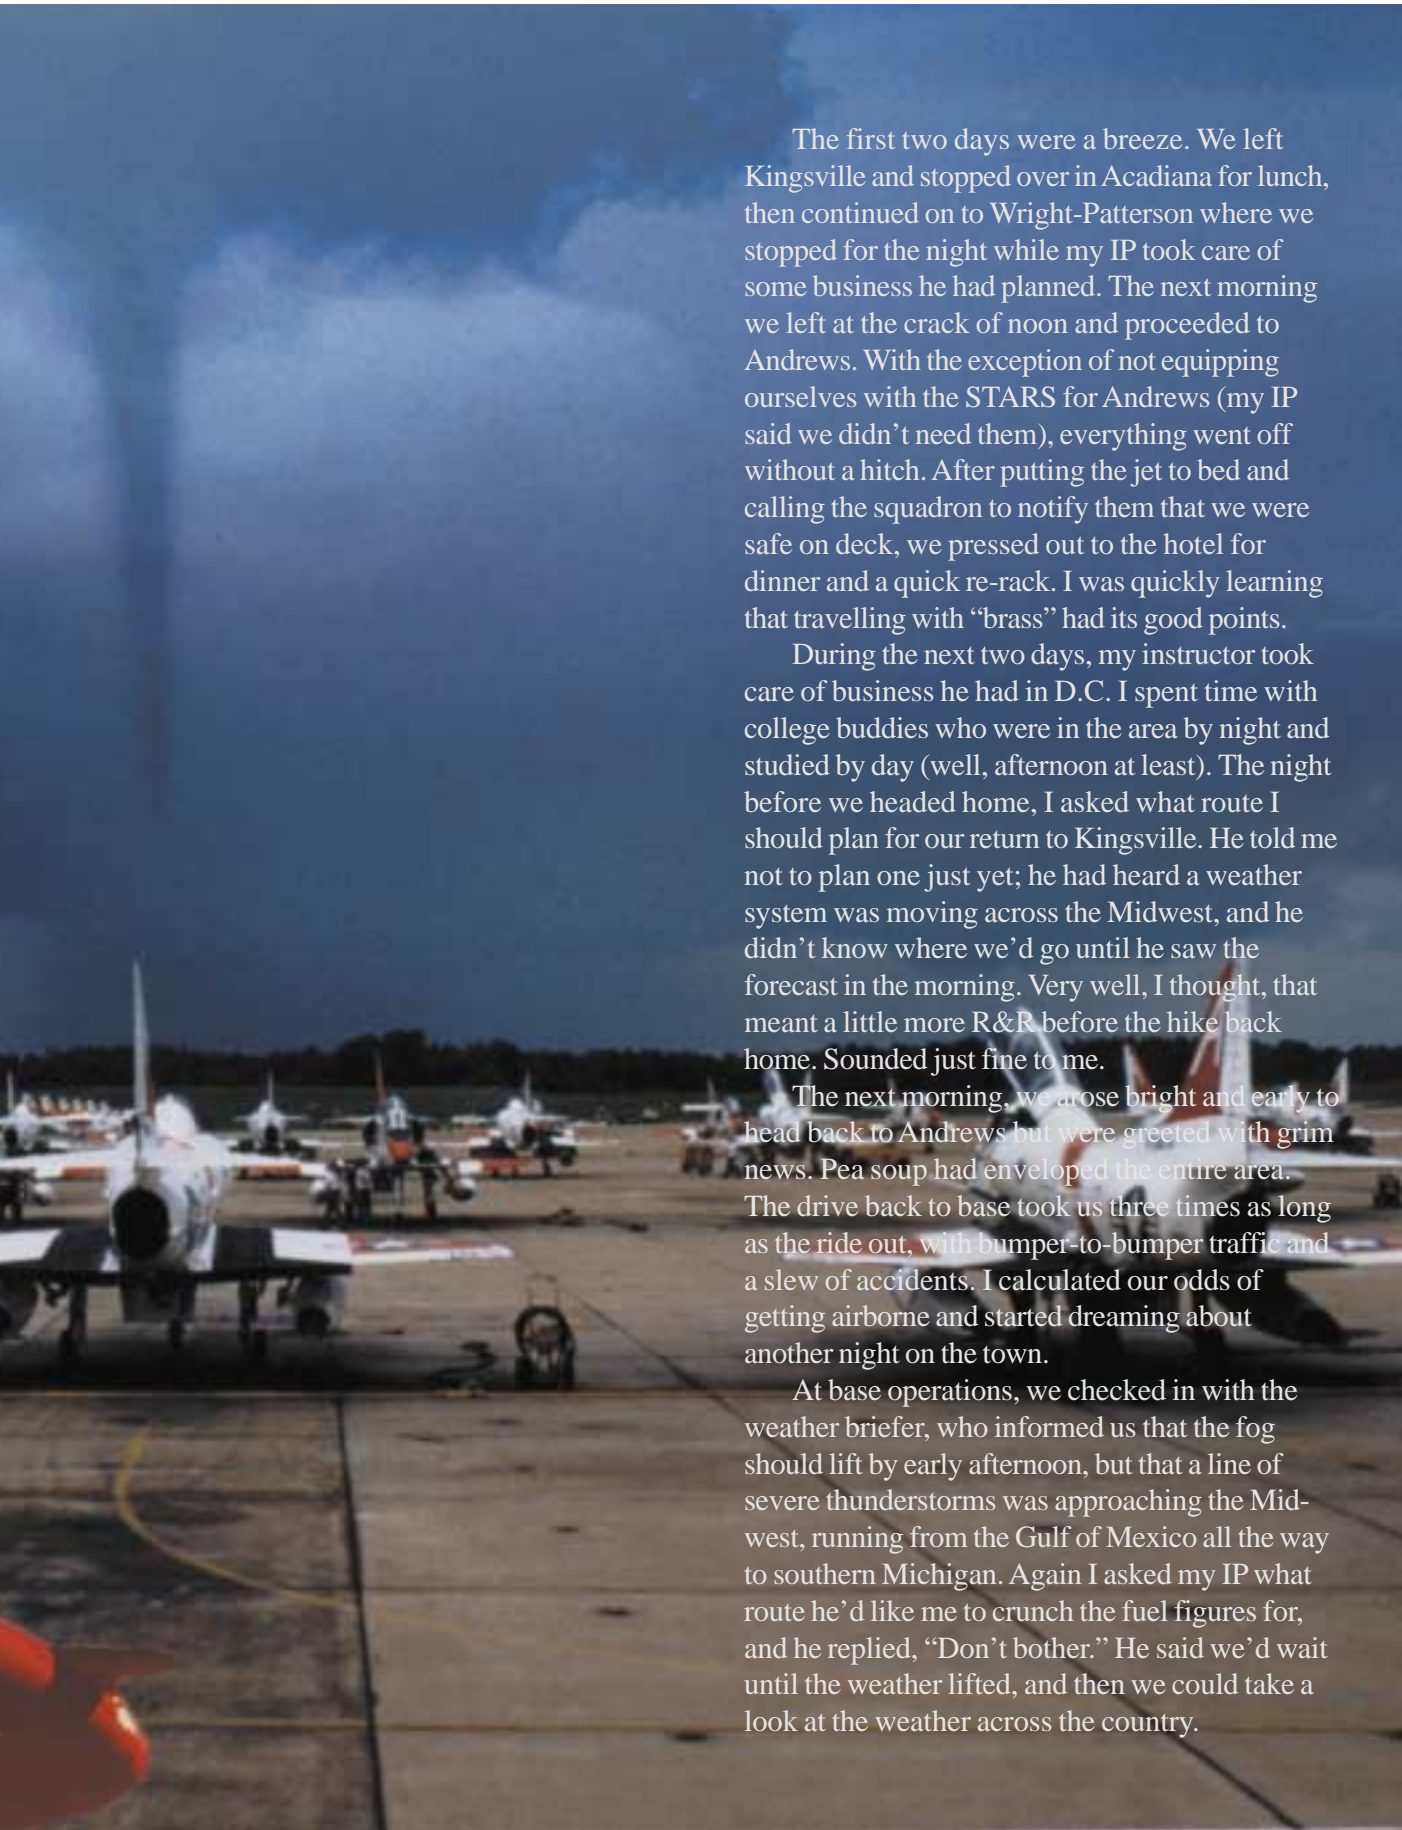 The first two days were a breeze. We left
Kingsville and stopped over in Acadiana for lunch,
then continued on to Wright-Patterson where we
stopped for the night while my IP took care of
some business he had planned. The next morning
we left at the crack of noon and proceeded to
Andrews. With the exception of not equipping
ourselves with the STARS for Andrews (my IP
said we didn’t need them), everything went off
without a hitch. After putting the jet to bed and
calling the squadron to notify them that we were
safe on deck, we pressed out to the hotel for
dinner and a quick re-rack. I was quickly learning
that travelling with “brass” had its good points.
During the next two days, my instructor took
care of business he had in D.C. I spent time with
college buddies who were in the area by night and
studied by day (well, afternoon at least). The night
before we headed home, I asked what route I
should plan for our return to Kingsville. He told me
not to plan one just yet; he had heard a weather
system was moving across the Midwest, and he
didn’t know where we’d go until he saw the
forecast in the morning. Very well, I thought, that
meant a little more R&R before the hike back
home. Sounded just fine to me.
The next morning, we arose bright and early to
head back to Andrews but were greeted with grim
news. Pea soup had enveloped the entire area.
The drive back to base took us three times as long
as the ride out, with bumper-to-bumper traffic and
a slew of accidents. I calculated our odds of
getting airborne and started dreaming about
another night on the town.
At base operations, we checked in with the
weather briefer, who informed us that the fog
should lift by early afternoon, but that a line of
severe thunderstorms was approaching the Mid-
west, running from the Gulf of Mexico all the way
to southern Michigan. Again I asked my IP what
route he’d like me to crunch the fuel figures for,
and he replied, “Don’t bother.” He said we’d wait
until the weather lifted, and then we could take a
look at the weather across the country.